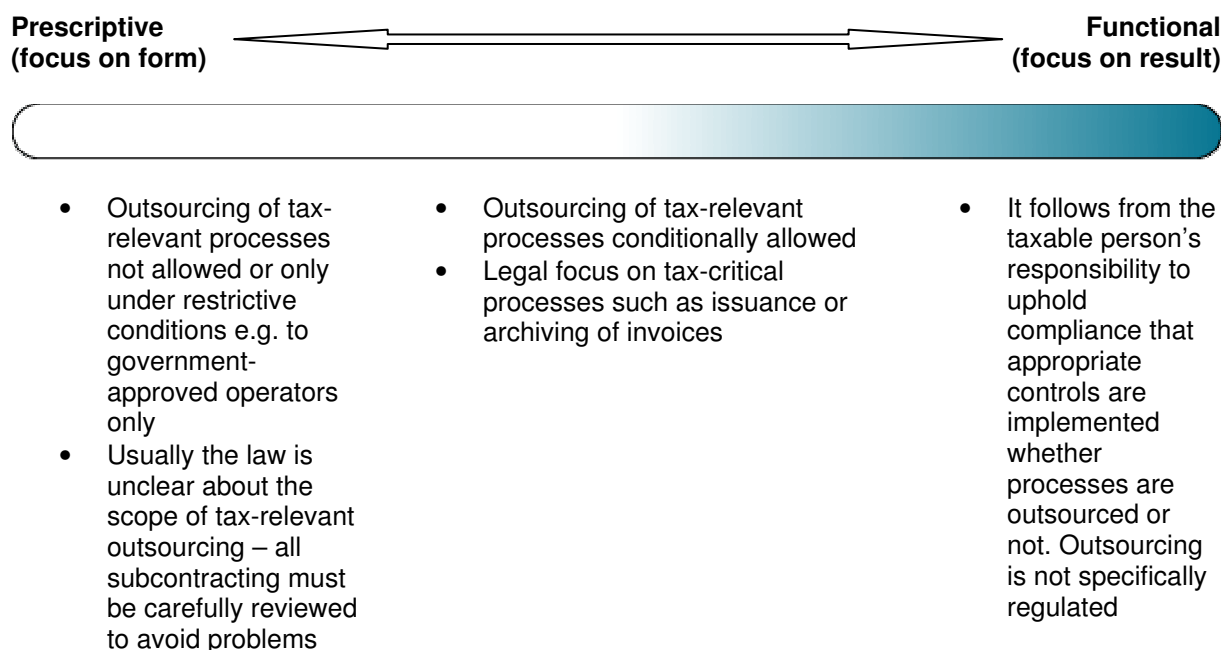 Prescriptive
(focus on form)
Functional
(focus on result)
• Outsourcing of tax-
relevant processes
not allowed or only
under restrictive
conditions e.g. to
government-
approved operators
only
• Usually the law is
unclear about the
scope of tax-relevant
outsourcing – all
subcontracting must
be carefully reviewed
to avoid problems
• Outsourcing of tax-relevant
processes conditionally allowed
• Legal focus on tax-critical
processes such as issuance or
archiving of invoices
• It follows from the
taxable person's
responsibility to
uphold
compliance that
appropriate
controls are
implemented
whether
processes are
outsourced or
not. Outsourcing
is not specifically
regulated